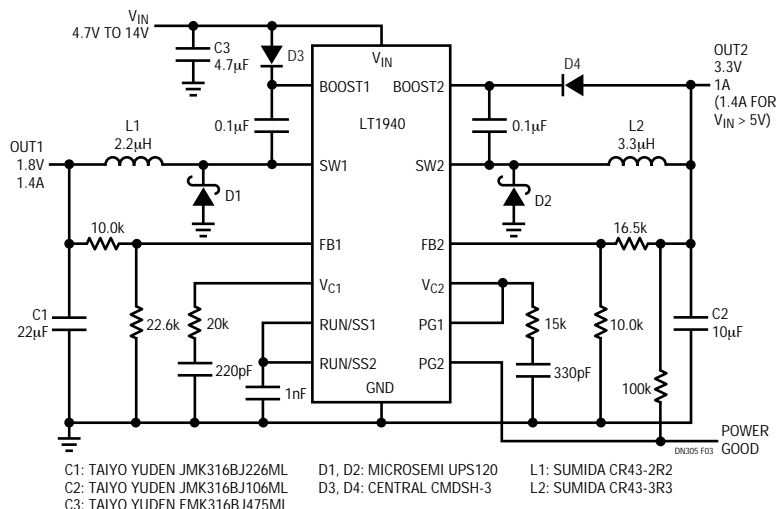 VIN
4.7V TO 14V
C3
4.7µF
D3
VIN
BOOST1
BOOST2
LT1940
D4
OUT2
3.3V
1A
(1.4A FOR
VIN > 5V)
0.1µF
0.1µF
L1
2.2µH
L2
3.3µH
OUT1
1.8V
1.4A
SW1
SW2
D1
D2
10.0k
FB1
FB2
16.5k
VC1
VC2
C1
22µF
22.6k
20k
RUN/SS1
PG1
15k
10.0k
C2
10µF
RUN/SS2
PG2
220pF
1nF
GND
330pF
100k
POWER
GOOD
DN305 F03
C1: TAIYO YUDEN JMK316BJ226ML
C2: TAIYO YUDEN JMK316BJ106ML
C3: TAIYO YUDEN EMK316BJ475ML
D1, D2: MICROSEMI UPS120
D3, D4: CENTRAL CMDSH-3
L1: SUMIDA CR43-2R2
L2: SUMIDA CR43-3R3